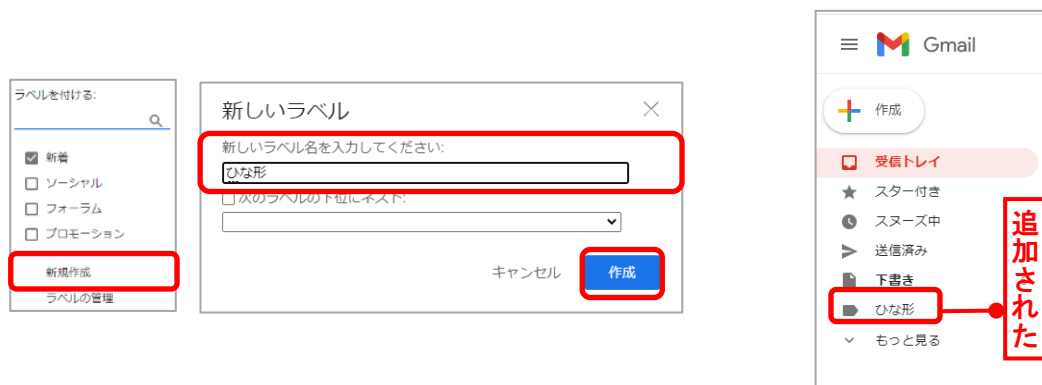 ラベルを付ける:
新着
ソーシャル
フォーラム
プロモーション
新規作成
ラベルの管理
新しいラベル
新しいラベル名を入力してください:
ひな形
次のラベルの下位にネスト:
キャンセル
作成
Gmail
作成
受信トレイ
スター付き
スヌーズ中
送信済み
下書き
ひな形
もっと見る
追加された